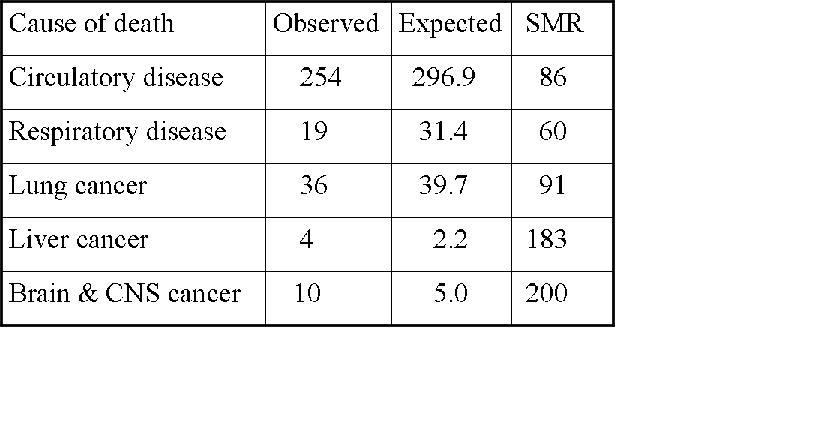 Cause of death Observed Expected SMR
Circulatory disease 254 296.9 86
Respiratory disease 19 31.4 60
Lung cancer 36 39.7 91
Liver cancer 4 2.2 183
Brain & CNS cancer 10 5.0 200